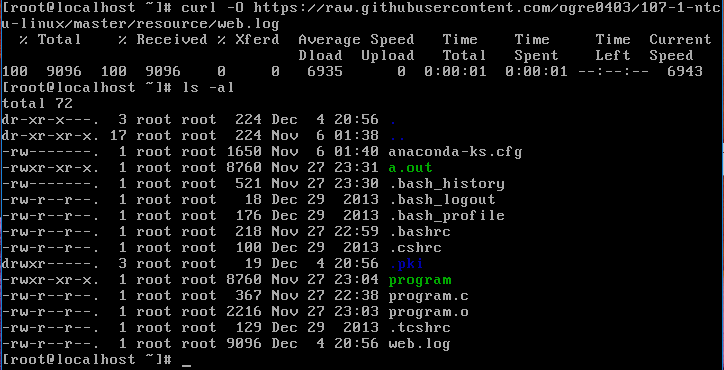 [root@localhost ~]# curl -O https://raw.githubusercontent.com/ogre0403/107-1-ntc
u-linux/master/resource/web.log
  % Total    % Received % Xferd  Average Speed   Time    Time     Time  Current
                                 Dload  Upload   Total   Spent    Left  Speed
100  9096  100  9096    0     0   6935      0  0:00:01  0:00:01 --:--:--  6943
[root@localhost ~]# ls -al
total 72
dr-xr-x---.  3 root root  224 Dec  4 20:56 .
dr-xr-xr-x. 17 root root  224 Nov  6 01:38 ..
-rw-------.  1 root root 1650 Nov  6 01:40 anaconda-ks.cfg
-rwxr-xr-x.  1 root root 8760 Nov 27 23:31 a.out
-rw-------.  1 root root  521 Nov 27 23:30 .bash_history
-rw-r--r--.  1 root root   18 Dec 29  2013 .bash_logout
-rw-r--r--.  1 root root  176 Dec 29  2013 .bash_profile
-rw-r--r--.  1 root root  218 Nov 27 22:59 .bashrc
-rw-r--r--.  1 root root  100 Dec 29  2013 .cshrc
drwxr-----.  3 root root   19 Dec  4 20:56 .pki
-rwxr-xr-x.  1 root root 8760 Nov 27 23:04 program
-rw-r--r--.  1 root root  367 Nov 27 22:38 program.c
-rw-r--r--.  1 root root 2216 Nov 27 23:03 program.o
-rw-r--r--.  1 root root  129 Dec 29  2013 .tcshrc
-rw-r--r--.  1 root root 9096 Dec  4 20:56 web.log
[root@localhost ~]# _